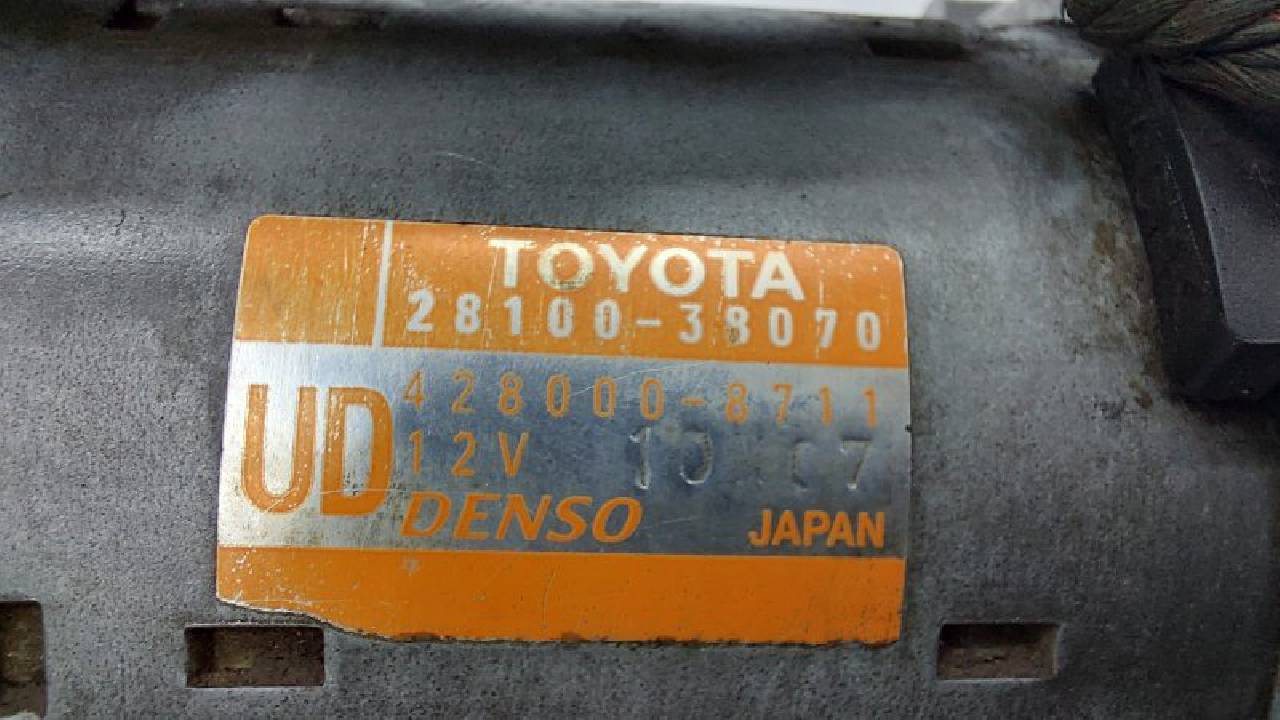 TOYOTA
28100-38070
UD
428000-8711
12V
DENSO
JAPAN